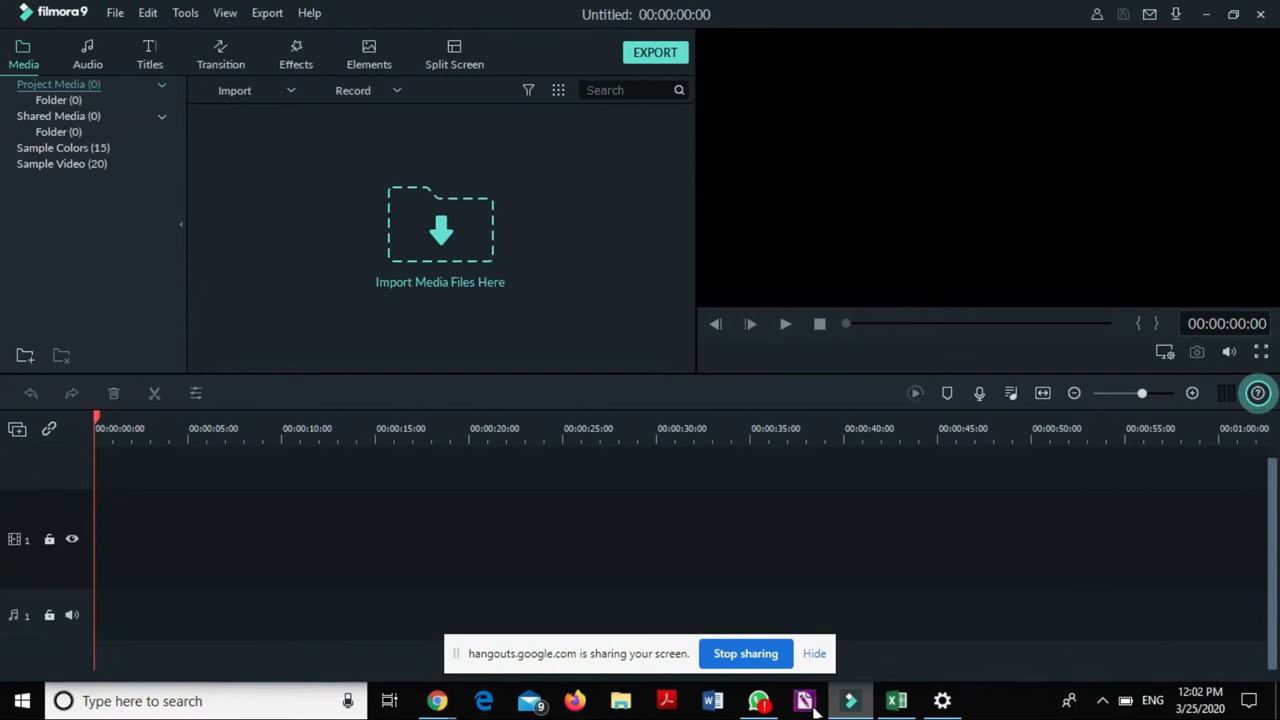 filmora9 File Edit Tools View Export Help Untitled: 00:00:00:00
Media Audio Titles Transition Effects Elements Split Screen EXPORT
Project Media (0)
Folder (0)
Shared Media (0)
Folder (0)
Sample Colors (15)
Sample Video (20)
Import Record Search
Import Media Files Here
00:00:00:00
00:00:00:00 00:00:05:00 00:00:10:00 00:00:15:00 00:00:20:00 00:00:25:00 00:00:30:00 00:00:35:00 00:00:40:00 00:00:45:00 00:00:50:00 00:00:55:00 00:01:00:00
1
1
hangouts.google.com is sharing your screen. Stop sharing Hide
Type here to search 9 ENG 12:02 PM
3/25/2020